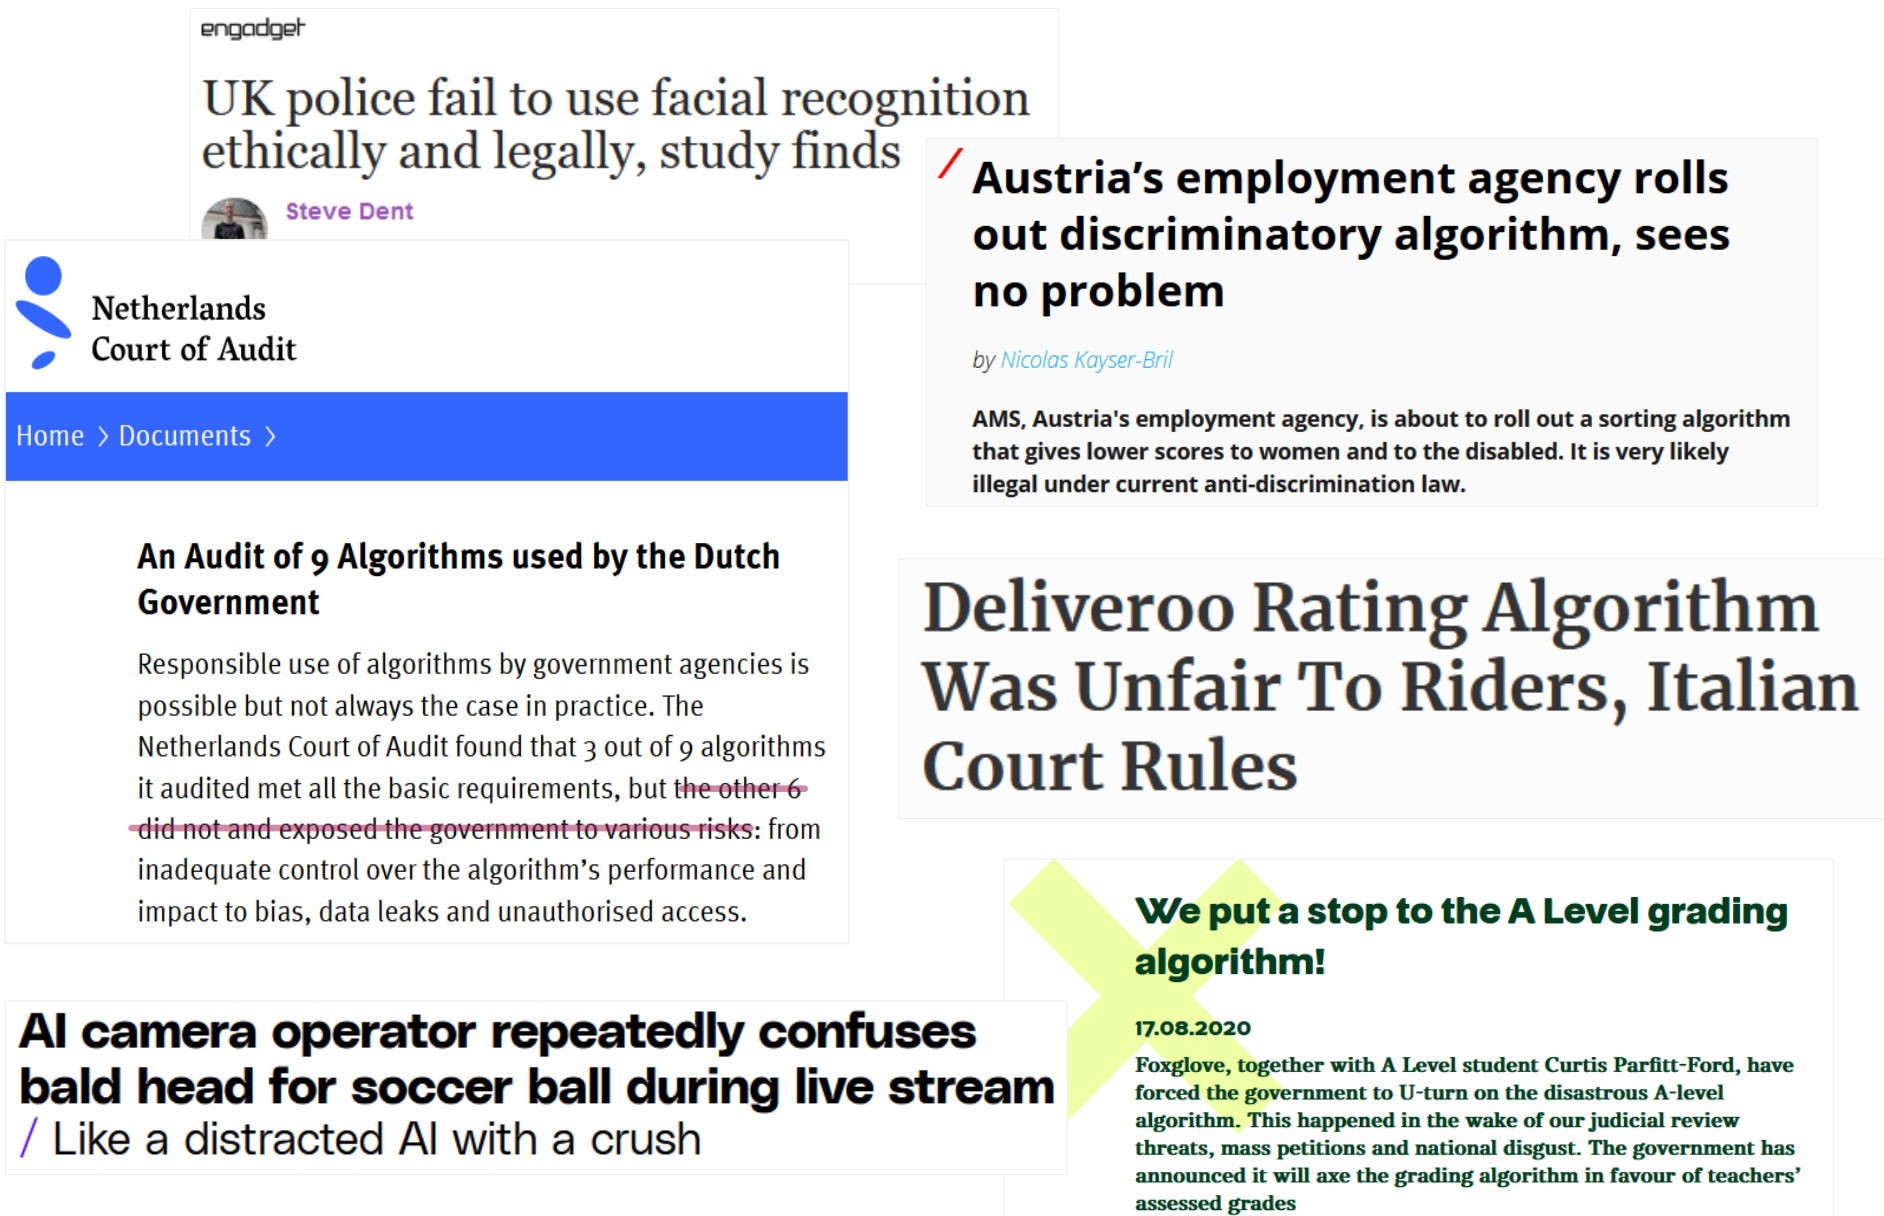 engadget
UK police fail to use facial recognition
ethically and legally, study finds
Steve Dent
Austria's employment agency rolls
out discriminatory algorithm, sees
no problem
by Nicolas Kayser-Bril
AMS, Austria's employment agency, is about to roll out a sorting algorithm
that gives lower scores to women and to the disabled. It is very likely
illegal under current anti-discrimination law.
Netherlands
Court of Audit
Home > Documents >
An Audit of 9 Algorithms used by the Dutch
Government
Responsible use of algorithms by government agencies is
possible but not always the case in practice. The
Netherlands Court of Audit found that 3 out of 9 algorithms
it audited met all the basic requirements, but the other 6
did not and exposed the government to various risks: from
inadequate control over the algorithm's performance and
impact to bias, data leaks and unauthorised access.
Deliveroo Rating Algorithm
Was Unfair To Riders, Italian
Court Rules
We put a stop to the A Level grading
algorithm!
17.08.2020
Foxglove, together with A Level student Curtis Parfitt-Ford, have
forced the government to U-turn on the disastrous A-level
algorithm. This happened in the wake of our judicial review
threats, mass petitions and national disgust. The government has
announced it will axe the grading algorithm in favour of teachers'
assessed grades
AI camera operator repeatedly confuses
bald head for soccer ball during live stream
/ Like a distracted AI with a crush